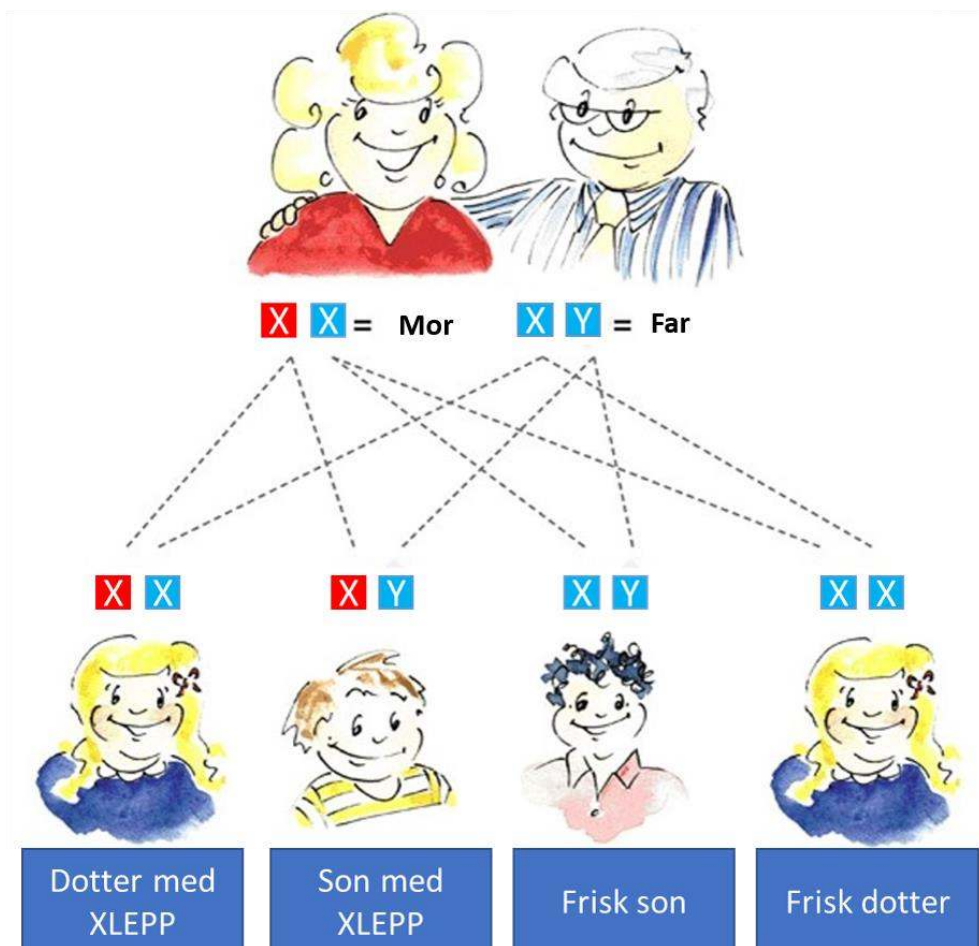 X X = Mor X Y = Far
X X X Y X Y X X
Dotter med
XLEPP
Son med
XLEPP
Frisk son
Frisk dotter